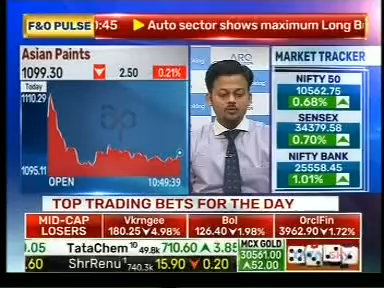 F&O PULSE
0:45 Auto sector shows maximum Long B
Asian Paints
1099.30 2.50 0.21%
Today
1110.29
1095.11
OPEN 10:49:39
ARQ
MARKET TRACKER
NIFTY 50
10562.75
0.68%
SENSEX
34379.58
0.70%
NIFTY BANK
25558.45
1.01%
TOP TRADING BETS FOR THE DAY
MID-CAP LOSERS
Vkrngee
180.25 4.98%
BoI
126.40 1.98%
OrclFin
3962.90 1.72%
.05 TataChem 49.8k 710.60 3.85
.60 ShrRenu 740.3k 15.90 0.20
MCX GOLD
30561.00
52.00